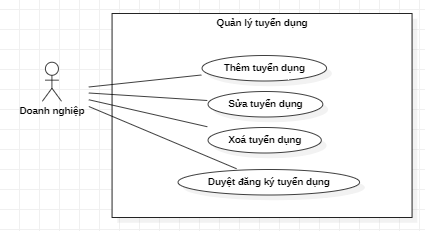 Quản lý tuyển dụng
Thêm tuyển dụng
Sửa tuyển dụng
Doanh nghiệp
Xoá tuyển dụng
Duyệt đăng ký tuyển dụng